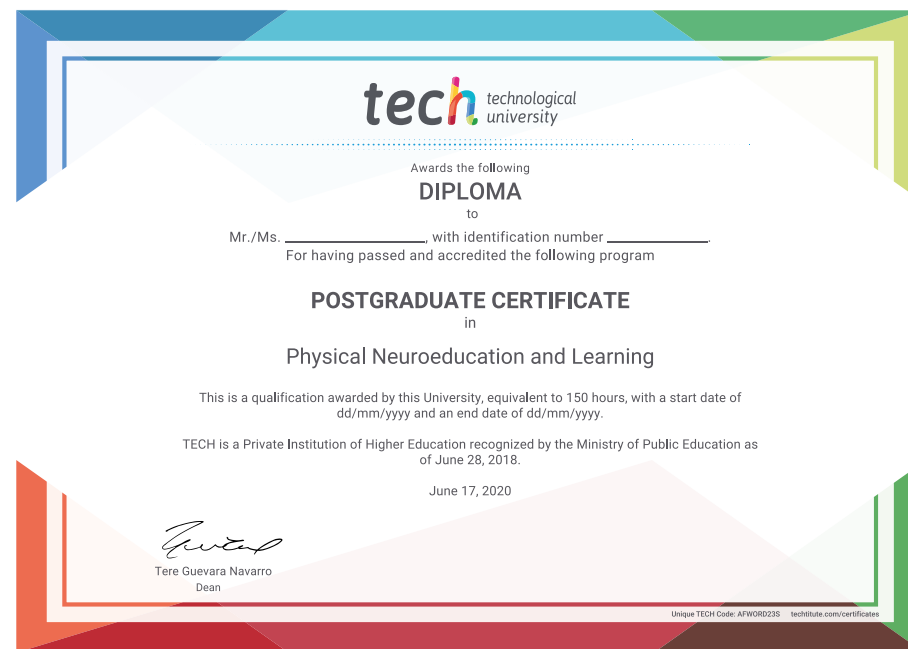 tech technological
university
Awards the following
DIPLOMA
to
Mr./Ms. ____________________, with identification number ______________.
For having passed and accredited the following program
POSTGRADUATE CERTIFICATE
in
Physical Neuroeducation and Learning
This is a qualification awarded by this University, equivalent to 150 hours, with a start date of
dd/mm/yyyy and an end date of dd/mm/yyyy.
TECH is a Private Institution of Higher Education recognized by the Ministry of Public Education as
of June 28, 2018.
June 17, 2020
Tere Guevara Navarro
Dean
Unique TECH Code: AFWORD23S techtitute.com/certificates